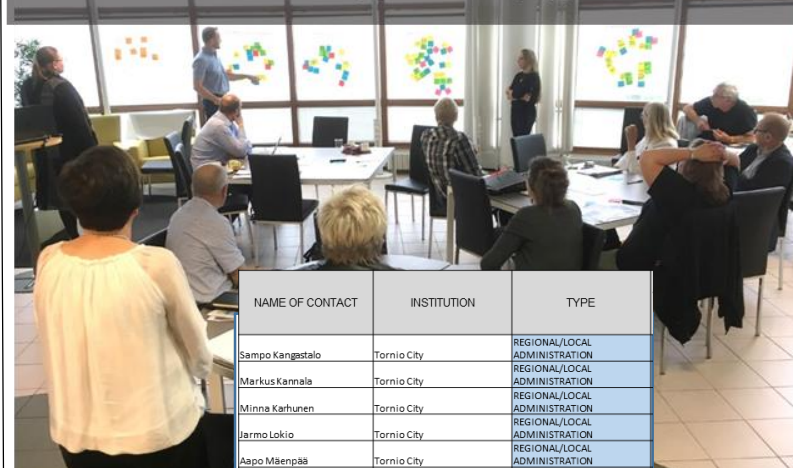 NAME OF CONTACT INSTITUTION TYPE
Sampo Kangastalo Tornio City REGIONAL/LOCAL ADMINISTRATION
Markus Kannala Tornio City REGIONAL/LOCAL ADMINISTRATION
Minna Karhunen Tornio City REGIONAL/LOCAL ADMINISTRATION
Jarmo Lokio Tornio City REGIONAL/LOCAL ADMINISTRATION
Aapo Mäenpää Tornio City REGIONAL/LOCAL ADMINISTRATION